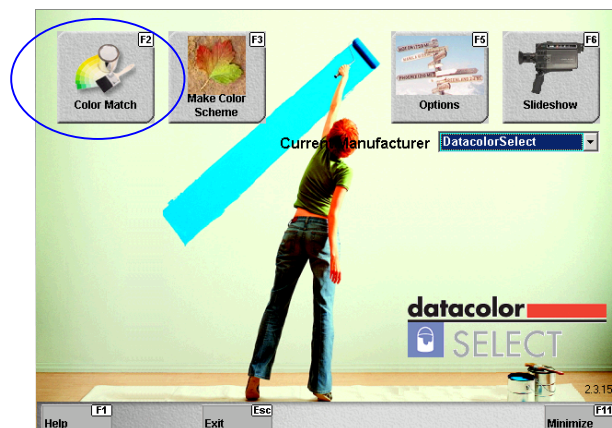 F2
Color Match
F3
Make Color
Scheme
F5
Options
F6
Slideshow
Current Manufacturer
DatacolorSelect
datacolor
SELECT
2.3.15
F1
Help
Esc
Exit
F11
Minimize